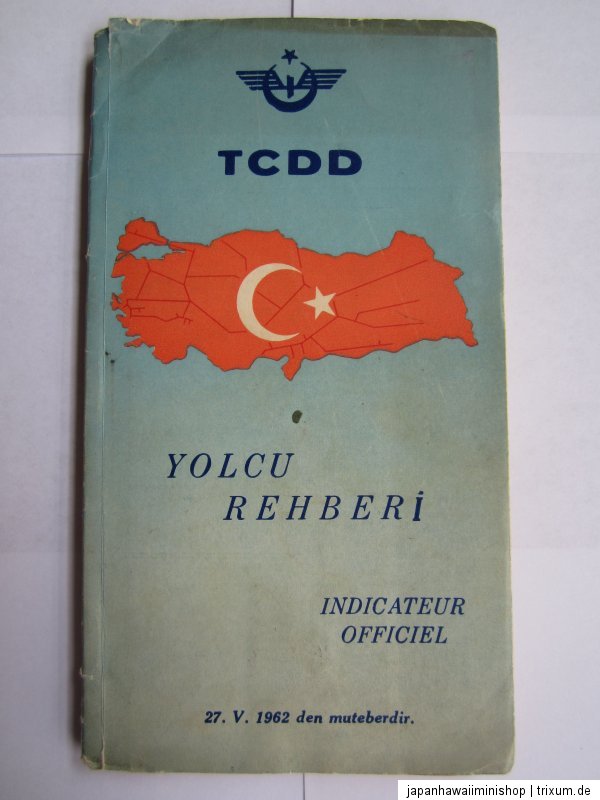 TCDD
YOLCU
REHBERİ
INDICATEUR
OFFICIEL
27. V. 1962 den muteberdir.
japanhawaiiminishop | trixum.de